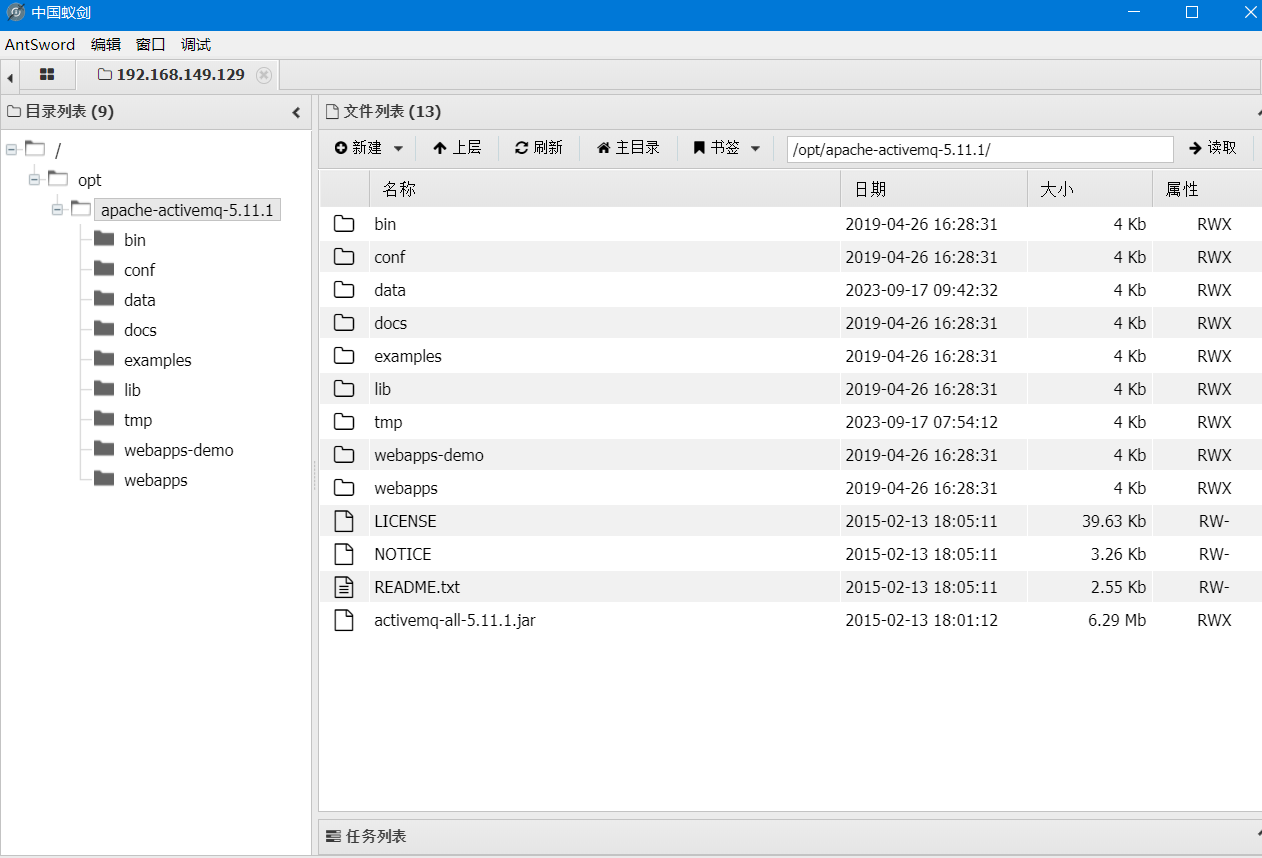 中国蚁剑
AntSword 编辑 窗口 调试
192.168.149.129
目录列表 (9)
/
opt
apache-activemq-5.11.1
bin
conf
data
docs
examples
lib
tmp
webapps-demo
webapps
文件列表 (13)
新建 上层 刷新 主目录 书签 /opt/apache-activemq-5.11.1/ 读取
名称 日期 大小 属性
bin 2019-04-26 16:28:31 4 Kb RWX
conf 2019-04-26 16:28:31 4 Kb RWX
data 2023-09-17 09:42:32 4 Kb RWX
docs 2019-04-26 16:28:31 4 Kb RWX
examples 2019-04-26 16:28:31 4 Kb RWX
lib 2019-04-26 16:28:31 4 Kb RWX
tmp 2023-09-17 07:54:12 4 Kb RWX
webapps-demo 2019-04-26 16:28:31 4 Kb RWX
webapps 2019-04-26 16:28:31 4 Kb RWX
LICENSE 2015-02-13 18:05:11 39.63 Kb RW-
NOTICE 2015-02-13 18:05:11 3.26 Kb RW-
README.txt 2015-02-13 18:05:11 2.55 Kb RW-
activemq-all-5.11.1.jar 2015-02-13 18:01:12 6.29 Mb RWX
任务列表